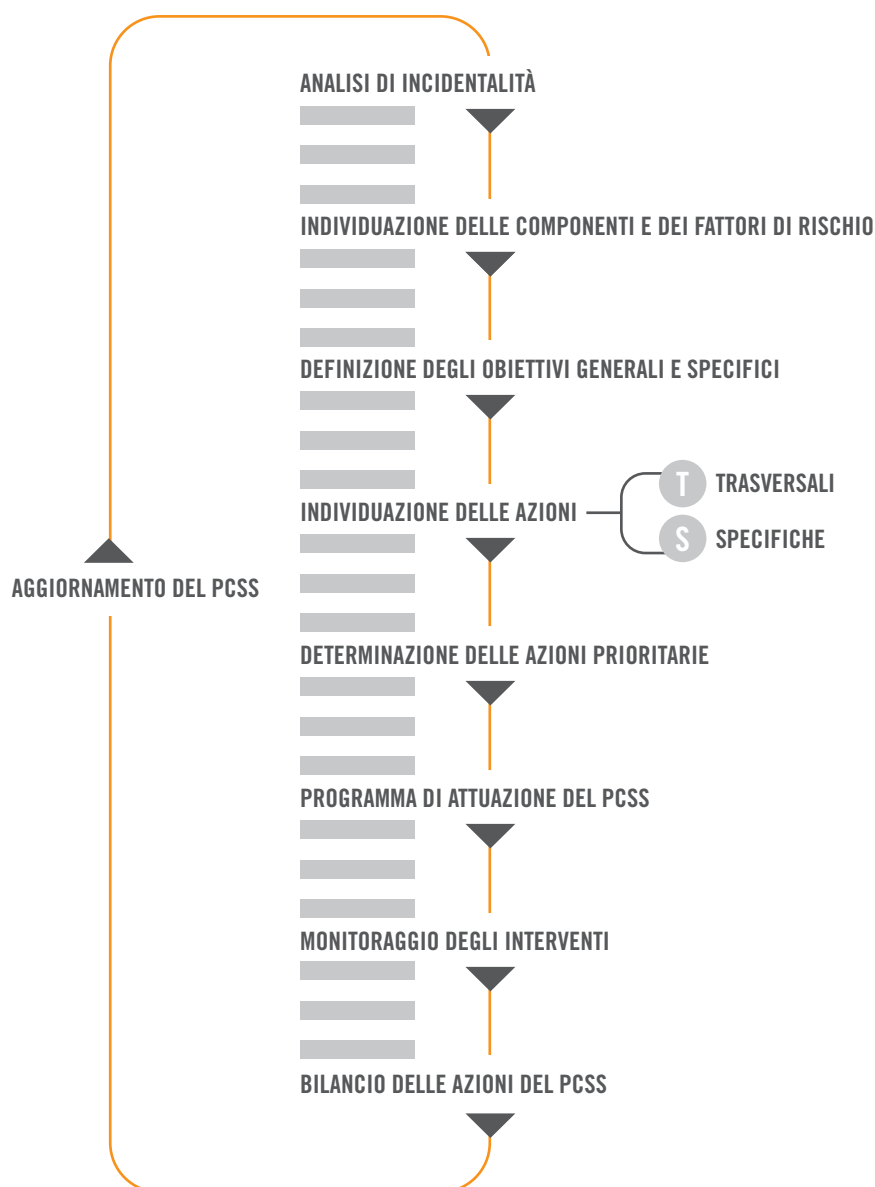 ANALISI DI INCIDENTALITÀ
INDIVIDUAZIONE DELLE COMPONENTI E DEI FATTORI DI RISCHIO
DEFINIZIONE DEGLI OBIETTIVI GENERALI E SPECIFICI
INDIVIDUAZIONE DELLE AZIONI
T TRASVERSALI
S SPECIFICHE
AGGIORNAMENTO DEL PCSS
DETERMINAZIONE DELLE AZIONI PRIORITARIE
PROGRAMMA DI ATTUAZIONE DEL PCSS
MONITORAGGIO DEGLI INTERVENTI
BILANCIO DELLE AZIONI DEL PCSS